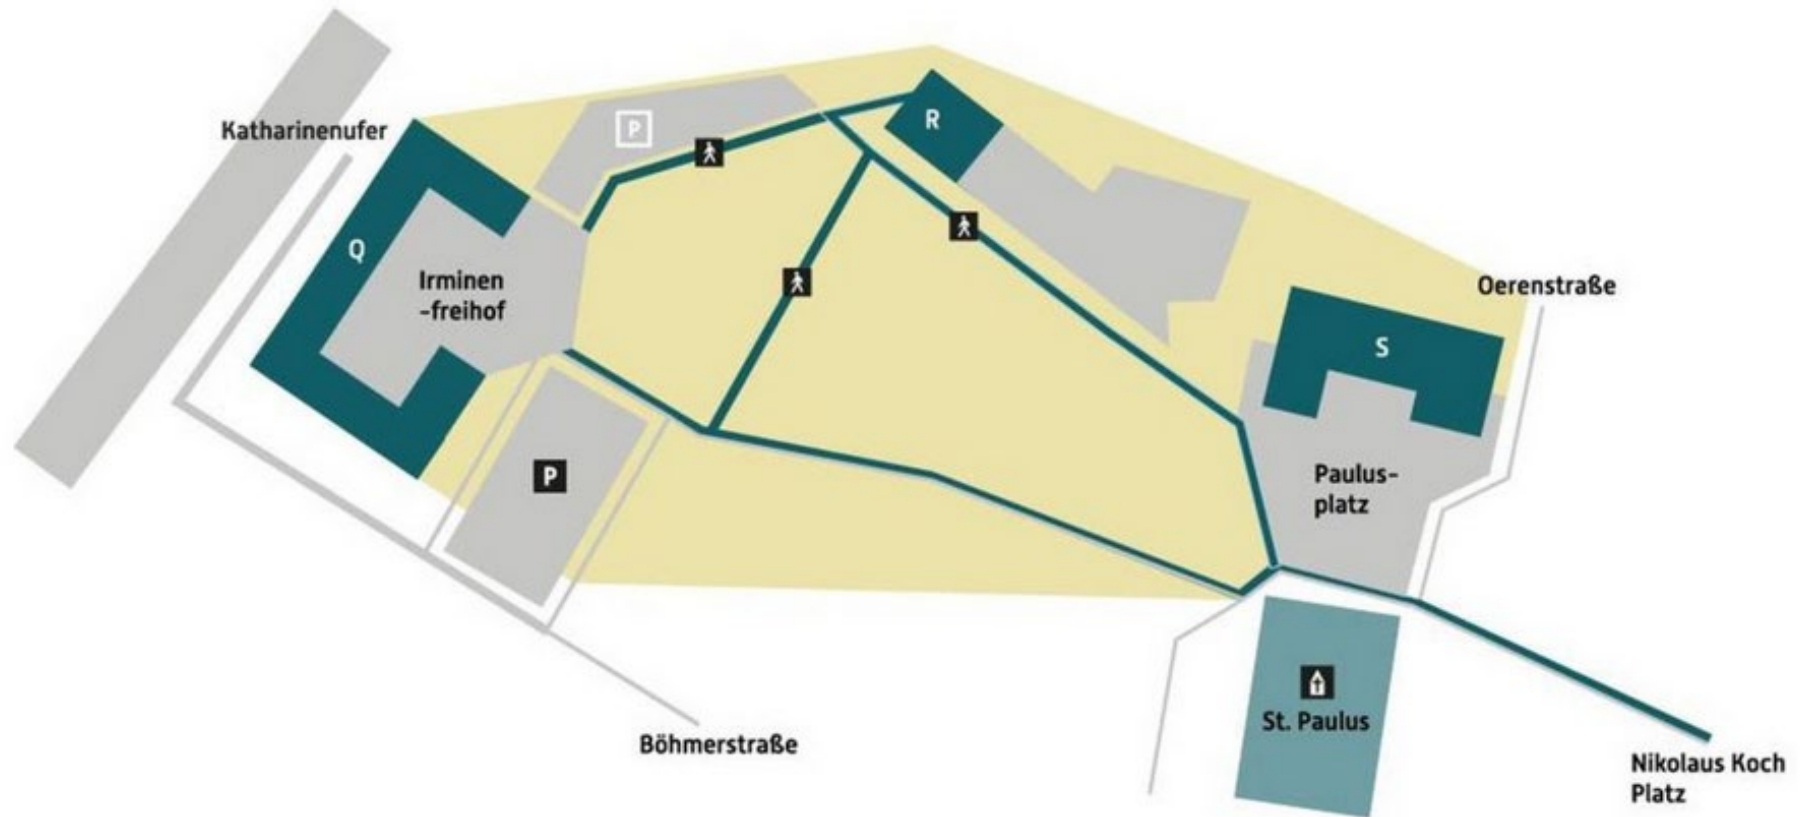 Katharinenufer
P
R
Q
Irminen
-freihof
Oerenstraße
S
P
Paulus-
platz
St. Paulus
Böhmerstraße
Nikolaus Koch
Platz